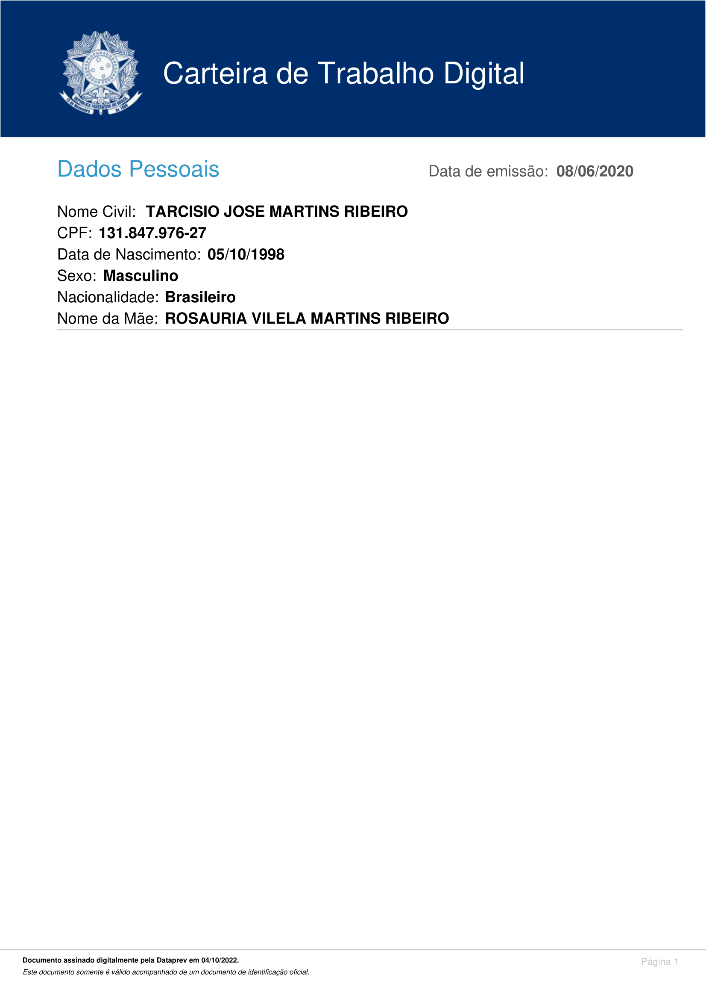 REPÚBLICA FEDERATIVA DO BRASIL
15 de Novembro
de 1889
Carteira de Trabalho Digital
Dados Pessoais
Data de emissão: 08/06/2020
Nome Civil: TARCISIO JOSE MARTINS RIBEIRO
CPF: 131.847.976-27
Data de Nascimento: 05/10/1998
Sexo: Masculino
Nacionalidade: Brasileiro
Nome da Mãe: ROSAURIA VILELA MARTINS RIBEIRO
Documento assinado digitalmente pela Dataprev em 04/10/2022.
Página 1
Este documento somente é válido acompanhado de um documento de identificação oficial.